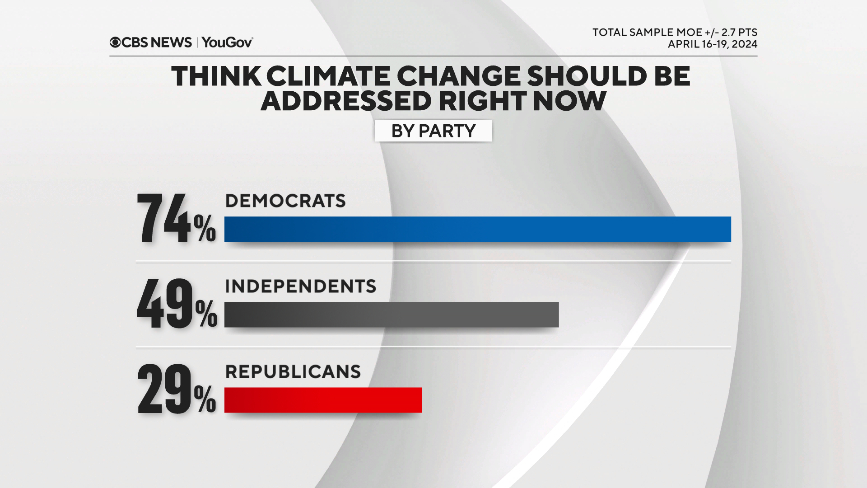 CBS NEWS | YouGov
TOTAL SAMPLE MOE +/- 2.7 PTS
APRIL 16-19, 2024
THINK CLIMATE CHANGE SHOULD BE
ADDRESSED RIGHT NOW
BY PARTY
74% DEMOCRATS
49% INDEPENDENTS
29% REPUBLICANS